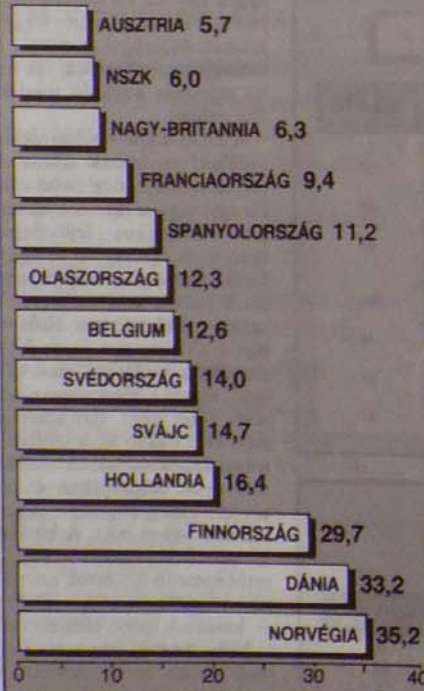 AUSZTRIA 5,7
NSZK 6,0
NAGY-BRITANNIA 6,3
FRANCIAORSZÁG 9,4
SPANYOLORSZÁG 11,2
OLASZORSZÁG 12,3
BELGIUM 12,6
SVÉDORSZÁG 14,0
SVÁJC 14,7
HOLLANDIA 16,4
FINNORSZÁG 29,7
DÁNIA 33,2
NORVÉGIA 35,2
0 10 20 30 40